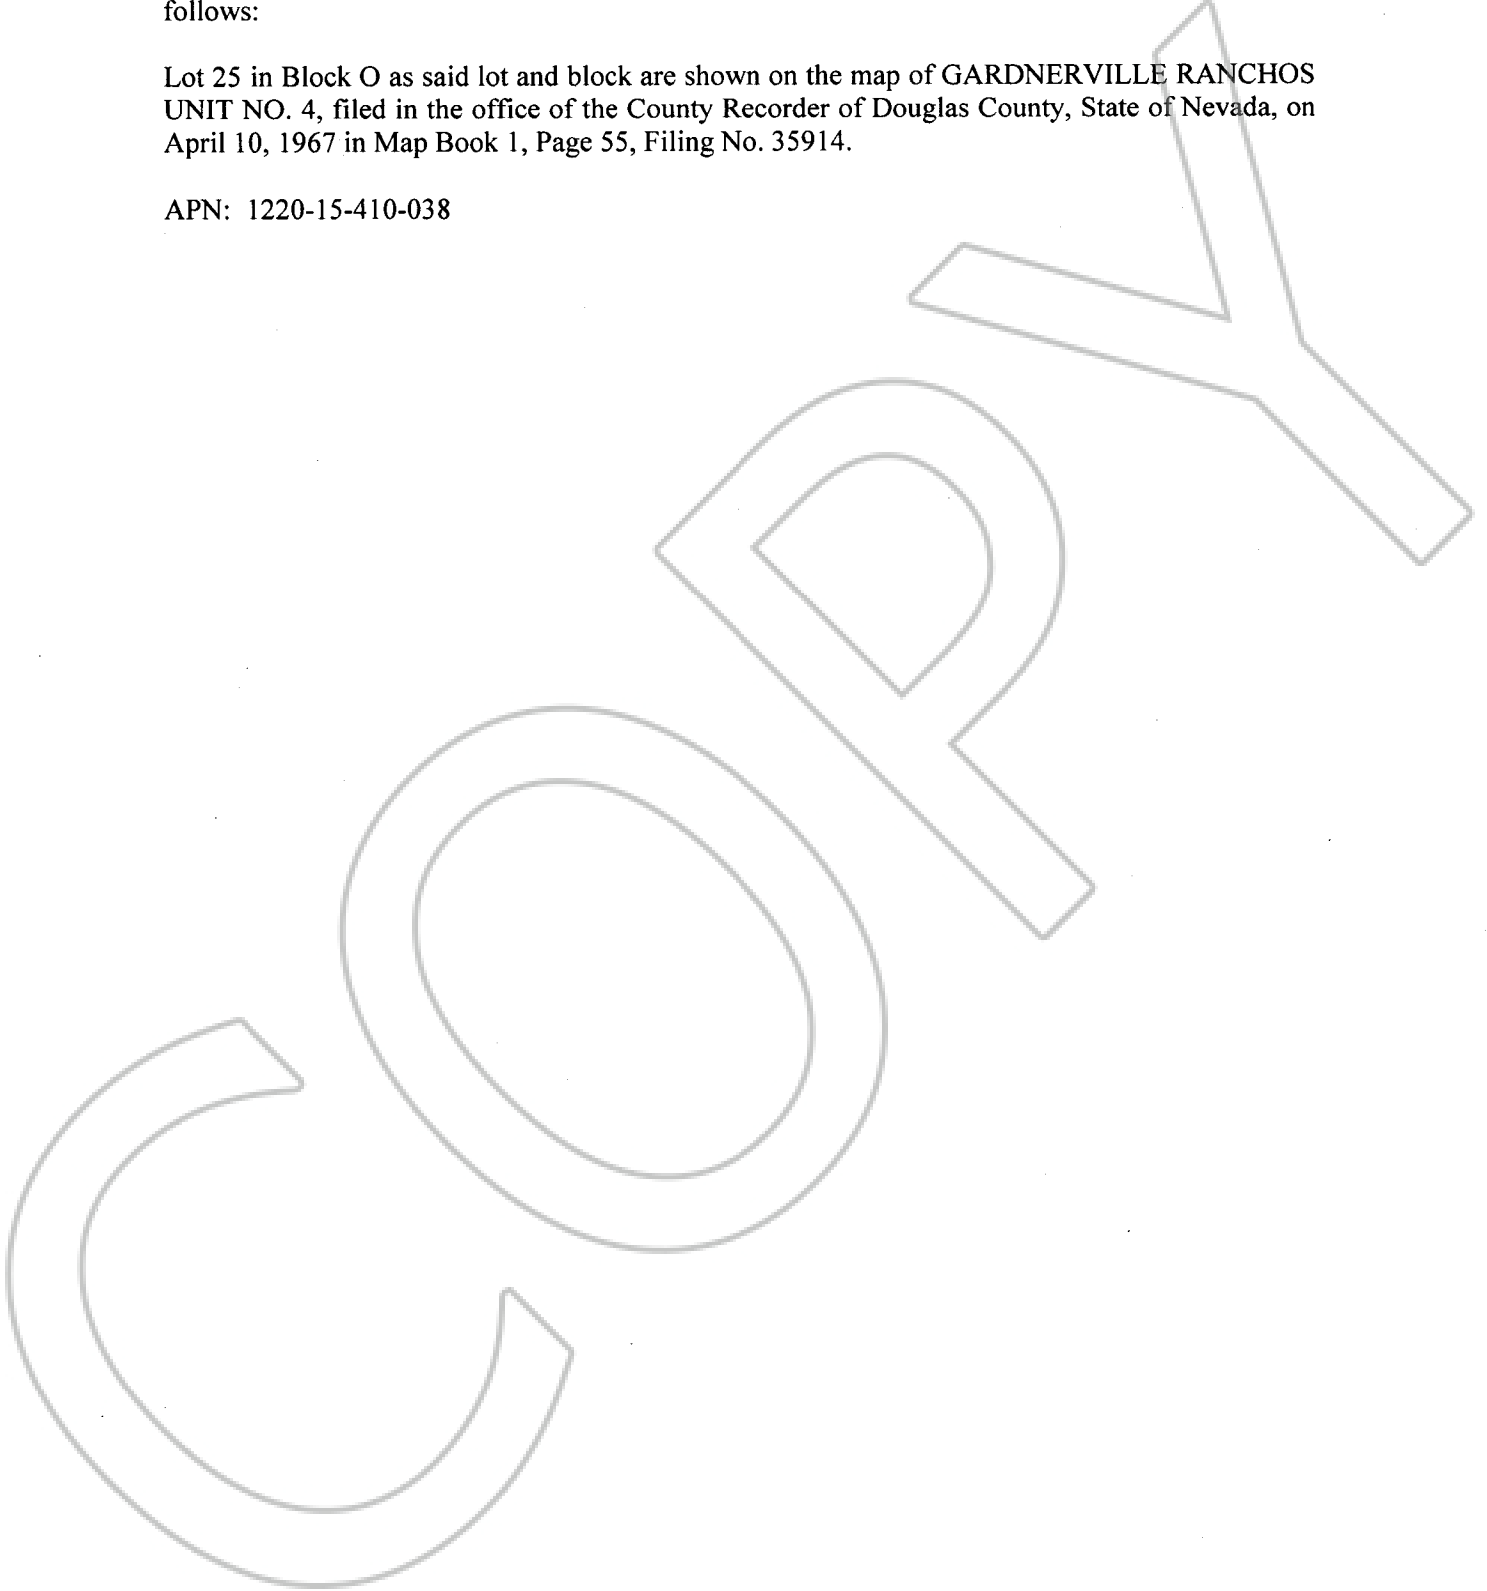 follows:
Lot 25 in Block O as said lot and block are shown on the map of GARDNERVILLE RANCHOS
UNIT NO. 4, filed in the office of the County Recorder of Douglas County, State of Nevada, on
April 10, 1967 in Map Book 1, Page 55, Filing No. 35914.
APN: 1220-15-410-038
COPY